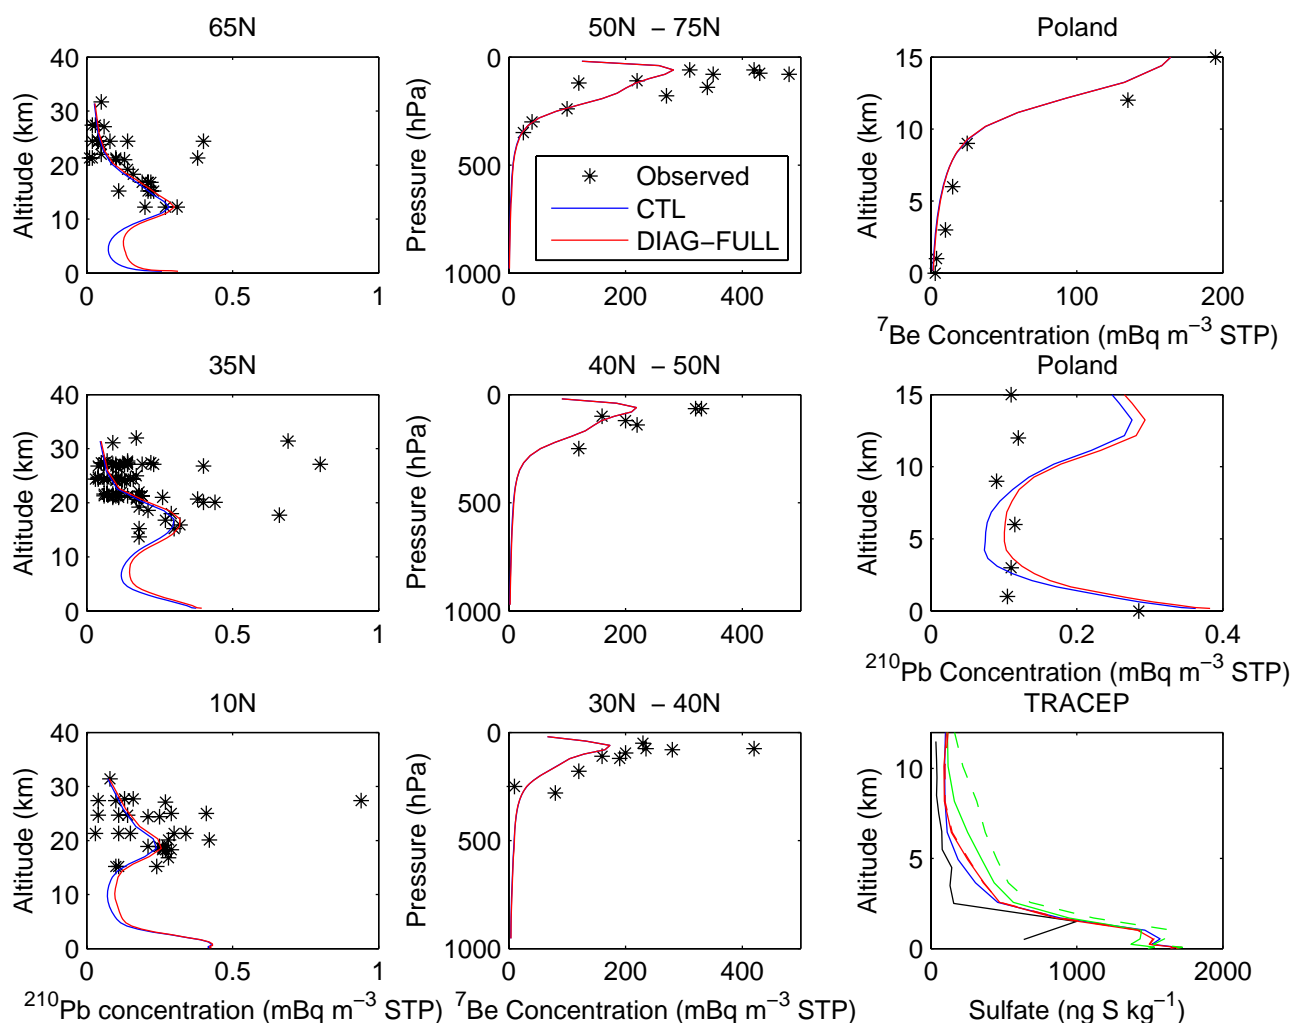 65N
50N − 75N
Poland
Altitude (km)
40
30
20
10
0
0
0.5
1
Pressure (hPa)
0
500
1000
0
200
400
Observed
CTL
DIAG−FULL
Altitude (km)
15
10
5
0
0
100
200
⁷Be Concentration (mBq m⁻³ STP)
35N
40N − 50N
Poland
Altitude (km)
40
30
20
10
0
0
0.5
1
Pressure (hPa)
0
500
1000
0
200
400
Altitude (km)
15
10
5
0
0
0.2
0.4
²¹⁰Pb Concentration (mBq m⁻³ STP)
10N
30N − 40N
TRACEP
Altitude (km)
40
30
20
10
0
0
0.5
1
²¹⁰Pb concentration (mBq m⁻³ STP)
Pressure (hPa)
0
500
1000
0
200
400
⁷Be Concentration (mBq m⁻³ STP)
Altitude (km)
10
5
0
0
1000
2000
Sulfate (ng S kg⁻¹)